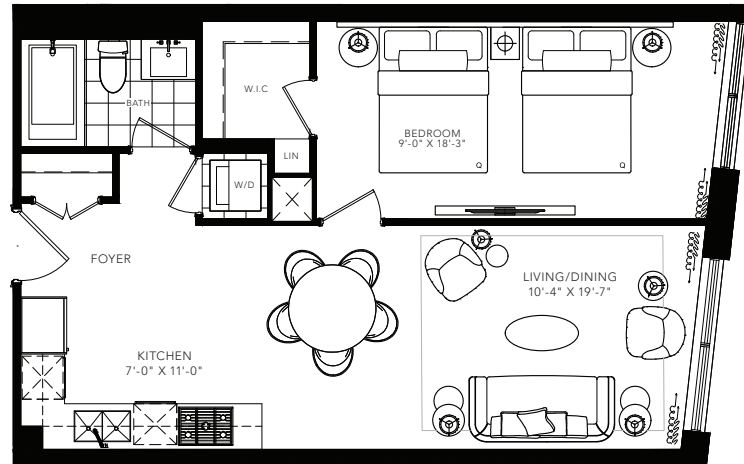 BATH
W.I.C
BEDROOM
9'-0" X 18'-3"
Q
Q
LIN
W/D
FOYER
LIVING/DINING
10'-4" X 19'-7"
KITCHEN
7'-0" X 11'-0"